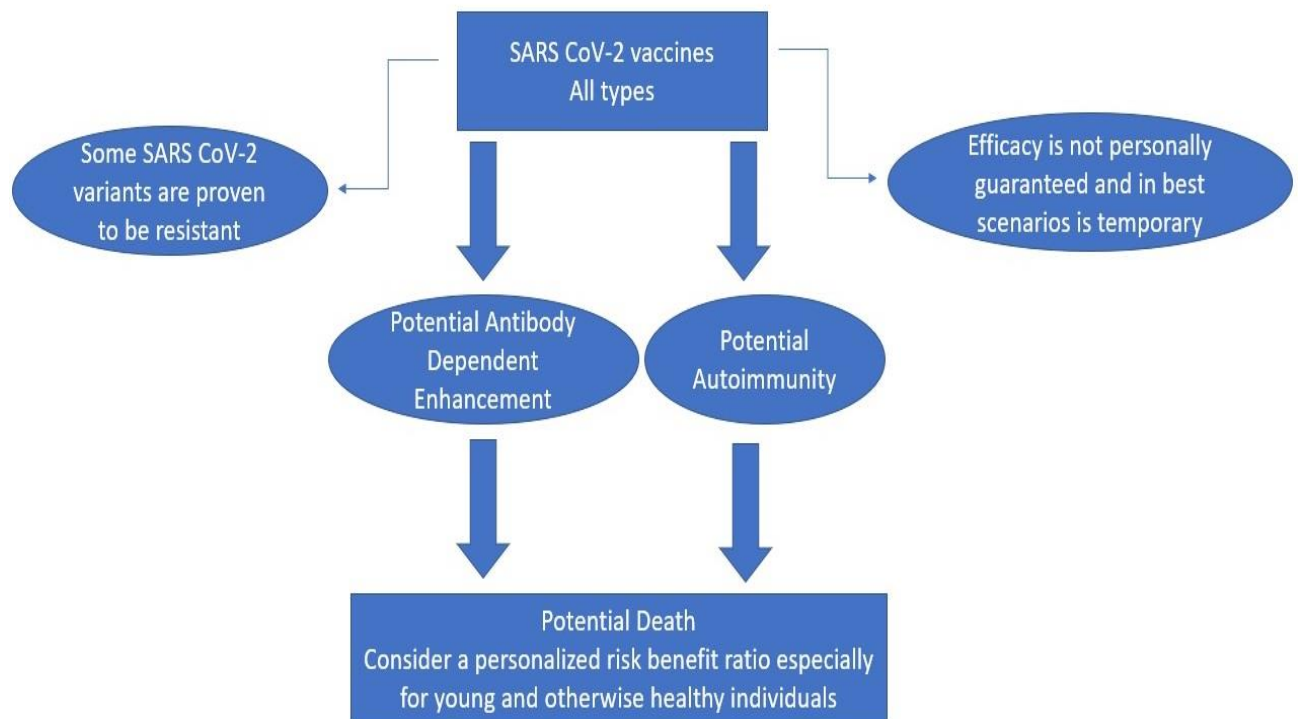 SARS CoV-2 vaccines
All types
Some SARS CoV-2
variants are proven
to be resistant
Efficacy is not personally
guaranteed and in best
scenarios is temporary
Potential Antibody
Dependent
Enhancement
Potential
Autoimmunity
Potential Death
Consider a personalized risk benefit ratio especially
for young and otherwise healthy individuals